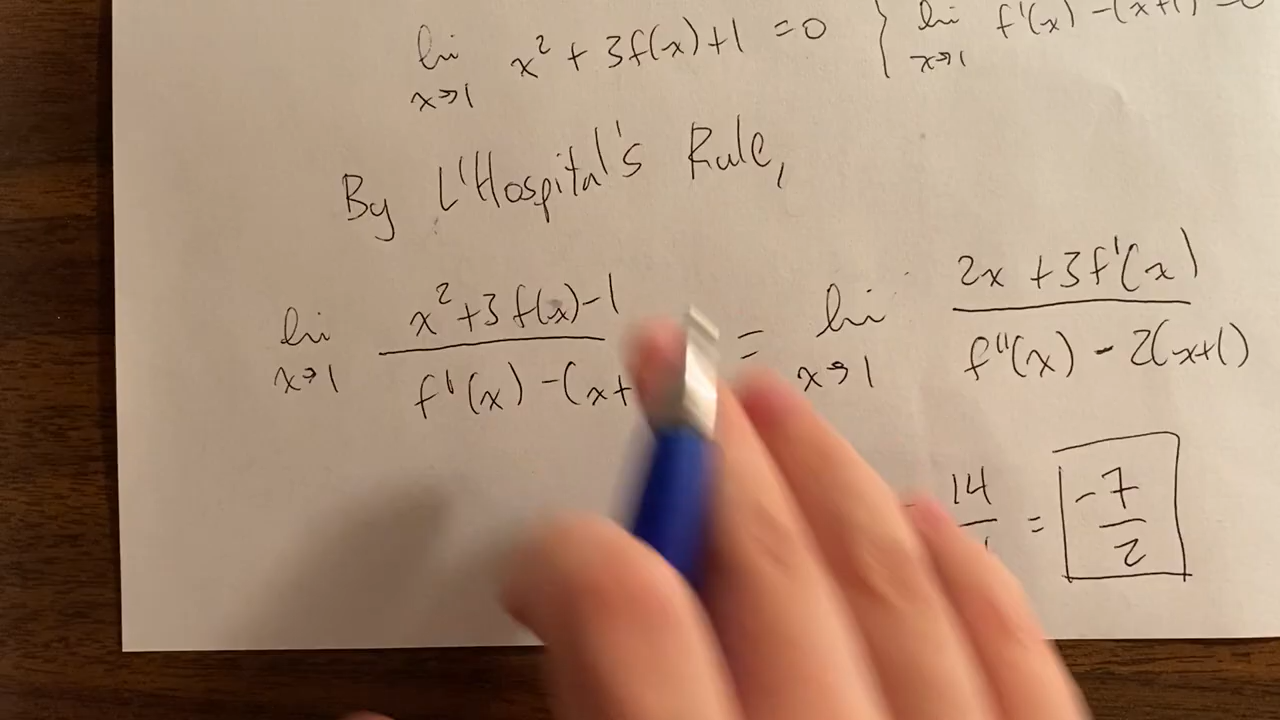 lim x→1 x² + 3f(x) + 1 = 0 } lim x→1 f'(x) - (x+1) = 0
By L'Hospital's Rule,
lim x→1 (x² + 3f(x) - 1)/(f'(x) - (x+ = lim x→1 (2x + 3f'(x))/(f''(x) - 2(x+1))
14 = -7/2